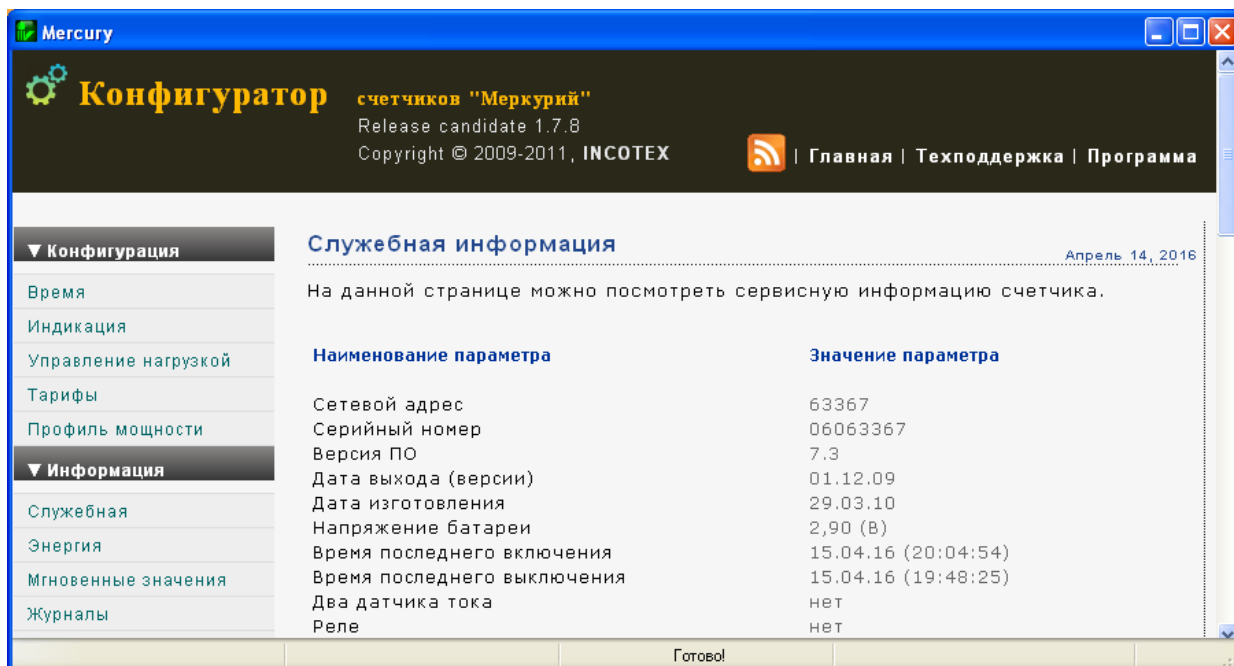 Mercury
Конфигуратор счетчиков "Меркурий"
Release candidate 1.7.8
Copyright © 2009-2011, INCOTEX
| Главная | Техподдержка | Программа
▼ Конфигурация
Время
Индикация
Управление нагрузкой
Тарифы
Профиль мощности
▼ Информация
Служебная
Энергия
Мгновенные значения
Журналы
Служебная информация
Апрель 14, 2016
На данной странице можно посмотреть сервисную информацию счетчика.
Наименование параметра Значение параметра
Сетевой адрес 63367
Серийный номер 06063367
Версия ПО 7.3
Дата выхода (версии) 01.12.09
Дата изготовления 29.03.10
Напряжение батареи 2,90 (В)
Время последнего включения 15.04.16 (20:04:54)
Время последнего выключения 15.04.16 (19:48:25)
Два датчика тока нет
Реле нет
Готово!